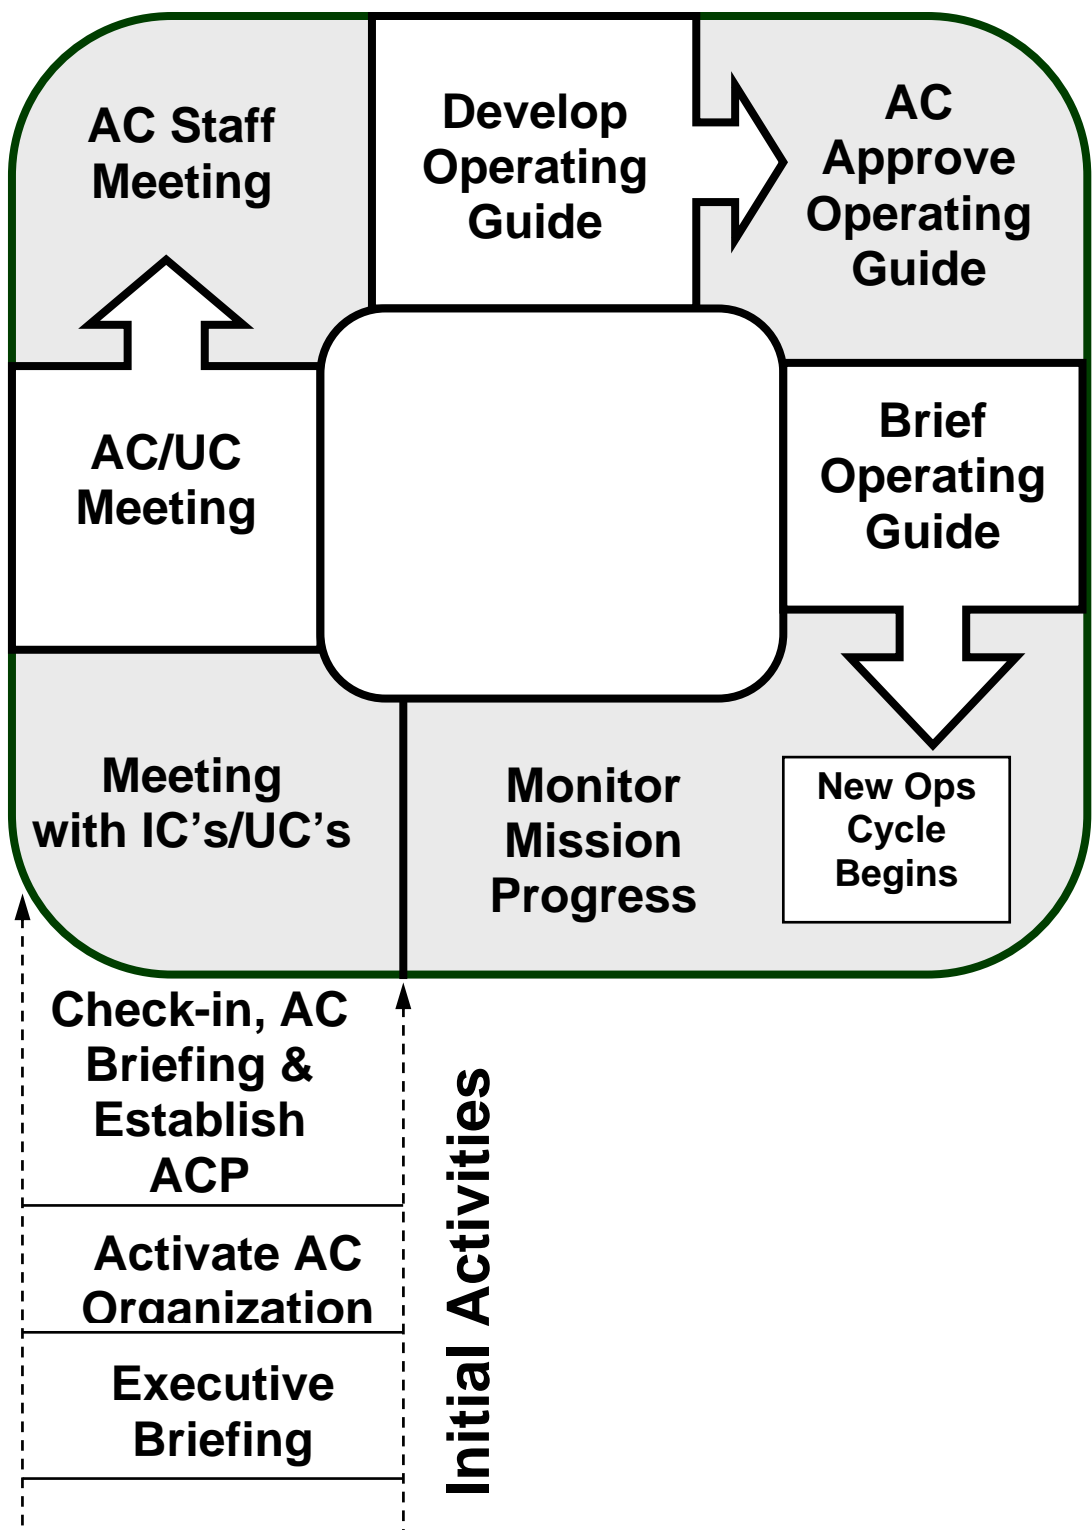 AC Staff
Meeting
Develop
Operating
Guide
AC
Approve
Operating
Guide
AC/UC
Meeting
Brief
Operating
Guide
Meeting
with IC’s/UC’s
Monitor
Mission
Progress
New Ops
Cycle
Begins
Check-in, AC
Briefing &
Establish
ACP
Activate AC
Organization
Executive
Briefing
Initial Activities